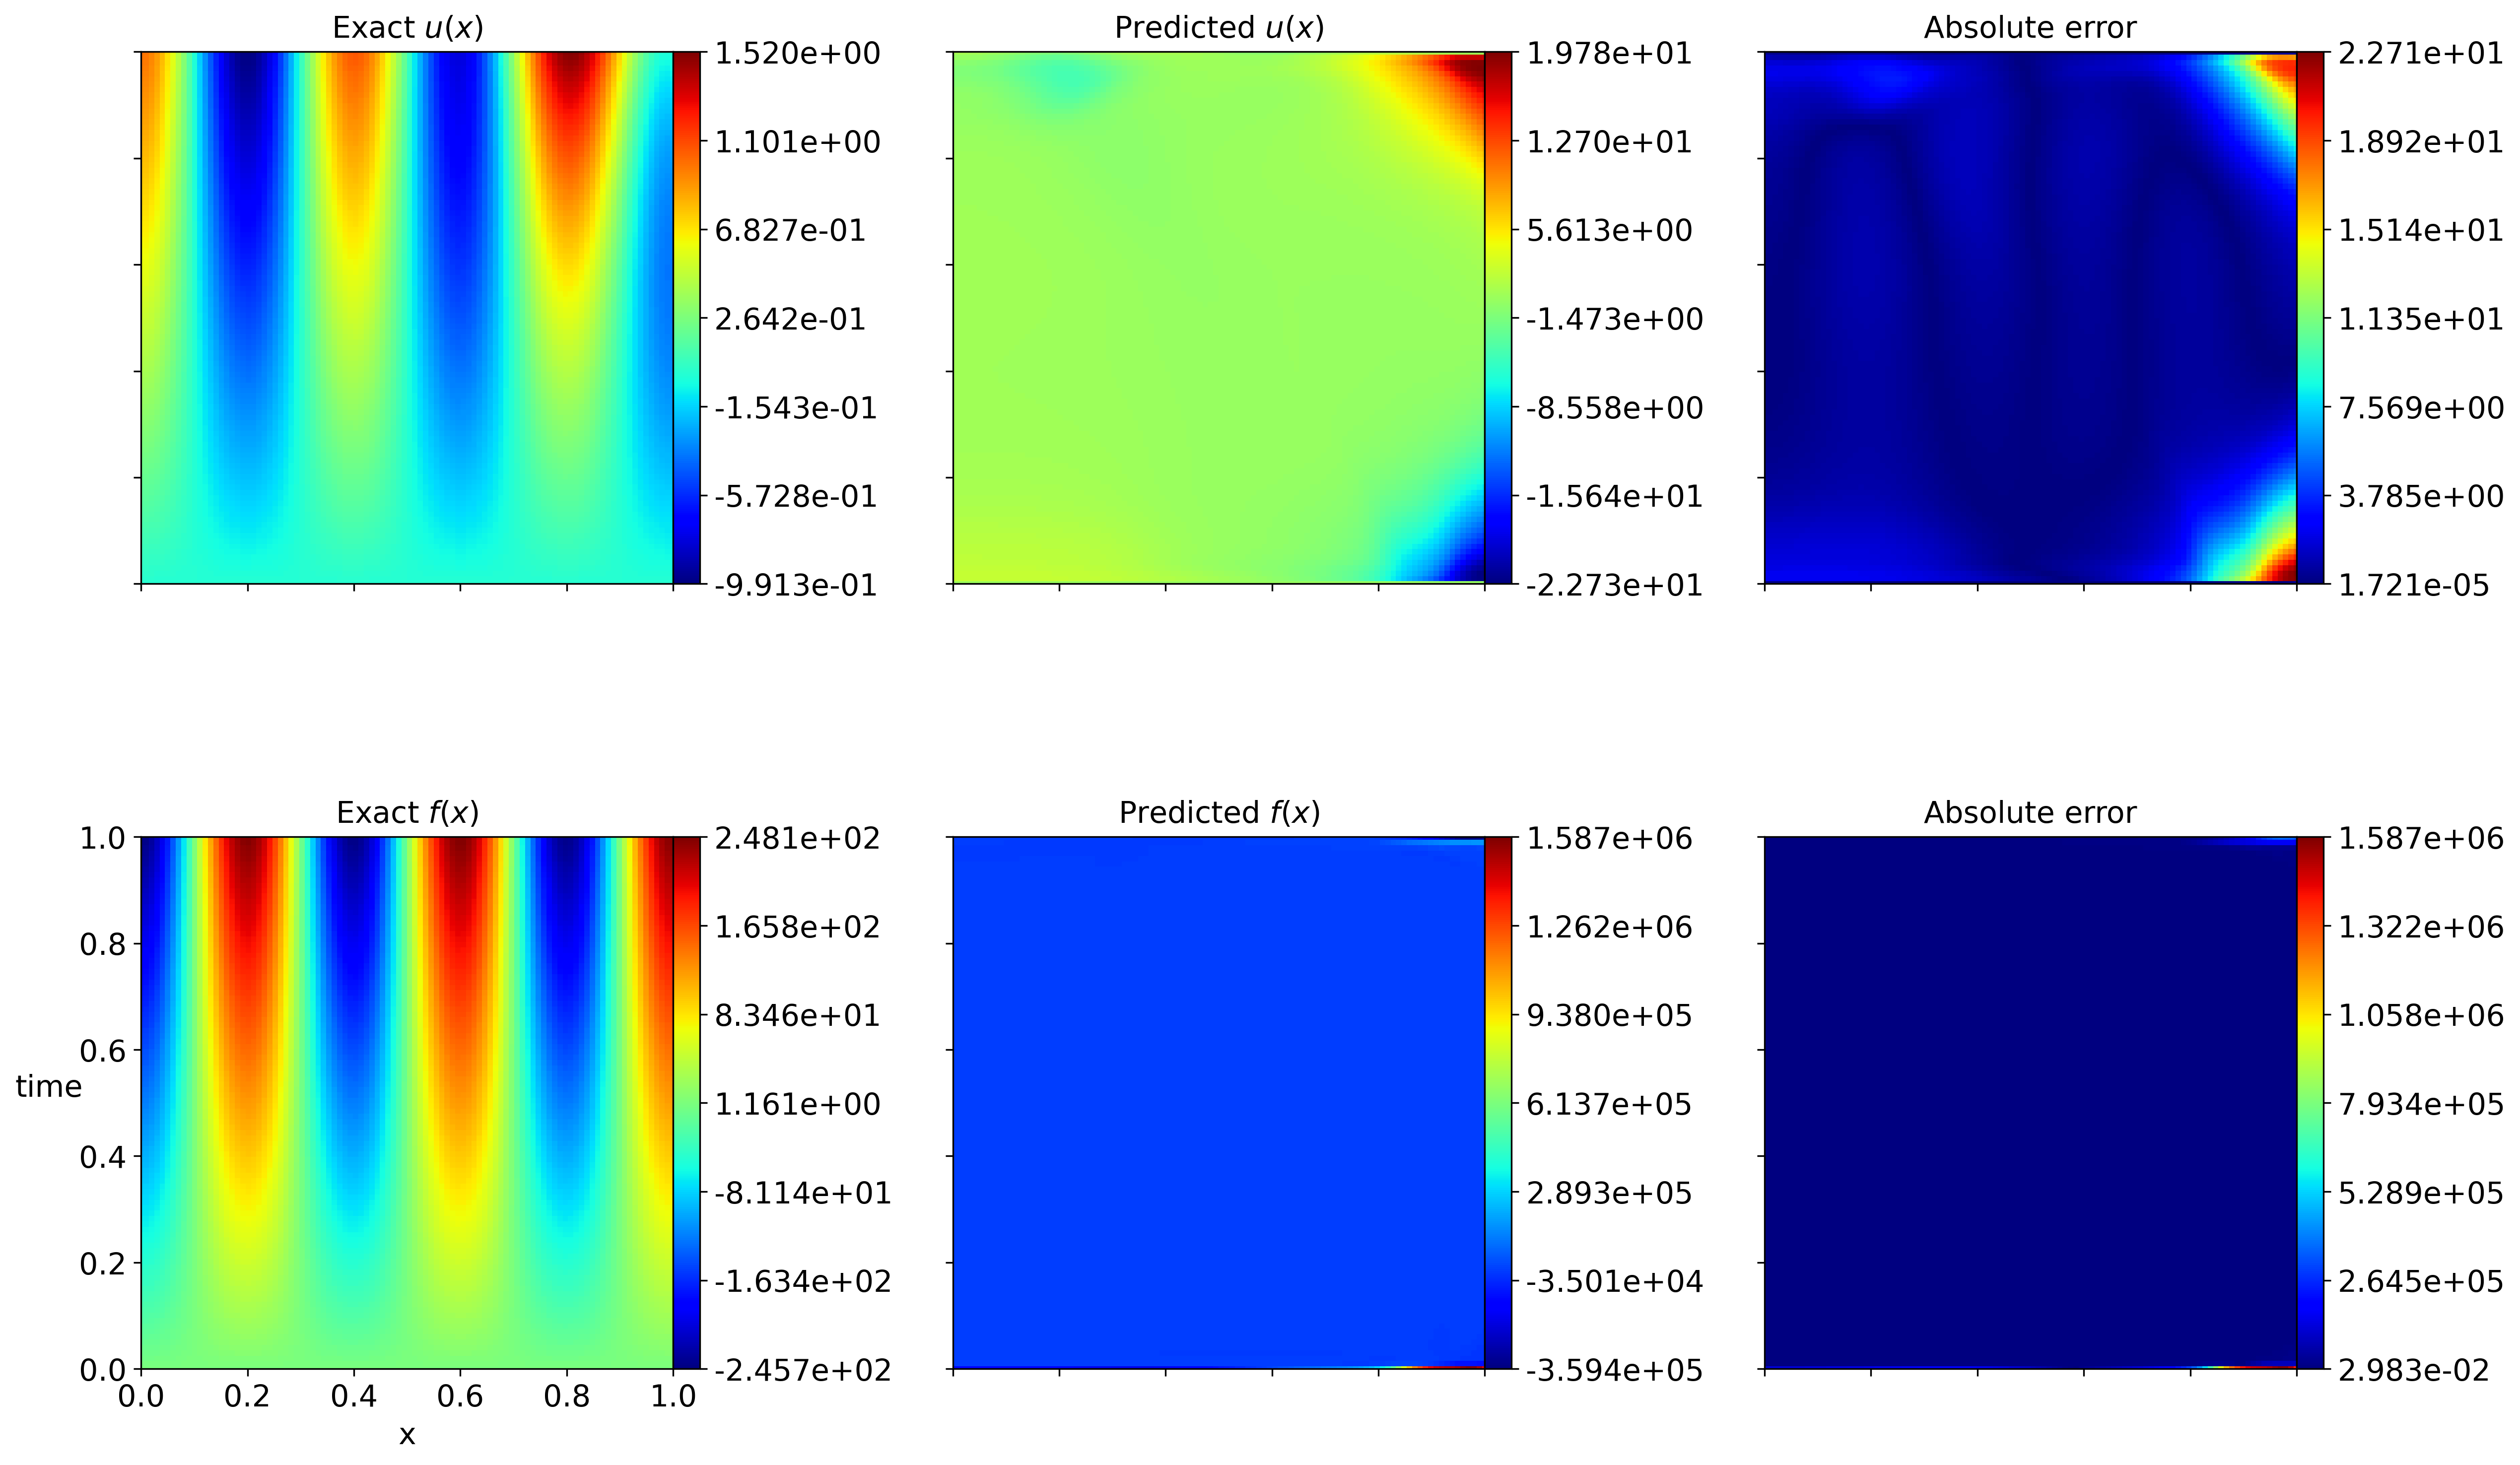 Exact u(x)
1.520e+00
1.101e+00
6.827e-01
2.642e-01
-1.543e-01
-5.728e-01
-9.913e-01
Predicted u(x)
1.978e+01
1.270e+01
5.613e+00
-1.473e+00
-8.558e+00
-1.564e+01
-2.273e+01
Absolute error
2.271e+01
1.892e+01
1.514e+01
1.135e+01
7.569e+00
3.785e+00
1.721e-05
Exact f(x)
1.0
0.8
0.6
time
0.4
0.2
0.0
0.0 0.2 0.4 0.6 0.8 1.0
x
2.481e+02
1.658e+02
8.346e+01
1.161e+00
-8.114e+01
-1.634e+02
-2.457e+02
Predicted f(x)
1.587e+06
1.262e+06
9.380e+05
6.137e+05
2.893e+05
-3.501e+04
-3.594e+05
Absolute error
1.587e+06
1.322e+06
1.058e+06
7.934e+05
5.289e+05
2.645e+05
2.983e-02